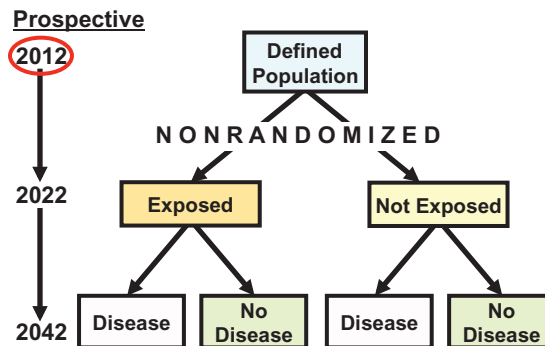 Prospective
2012
Defined
Population
NONRANDOMIZED
2022
Exposed
Not Exposed
2042
Disease
No
Disease
Disease
No
Disease